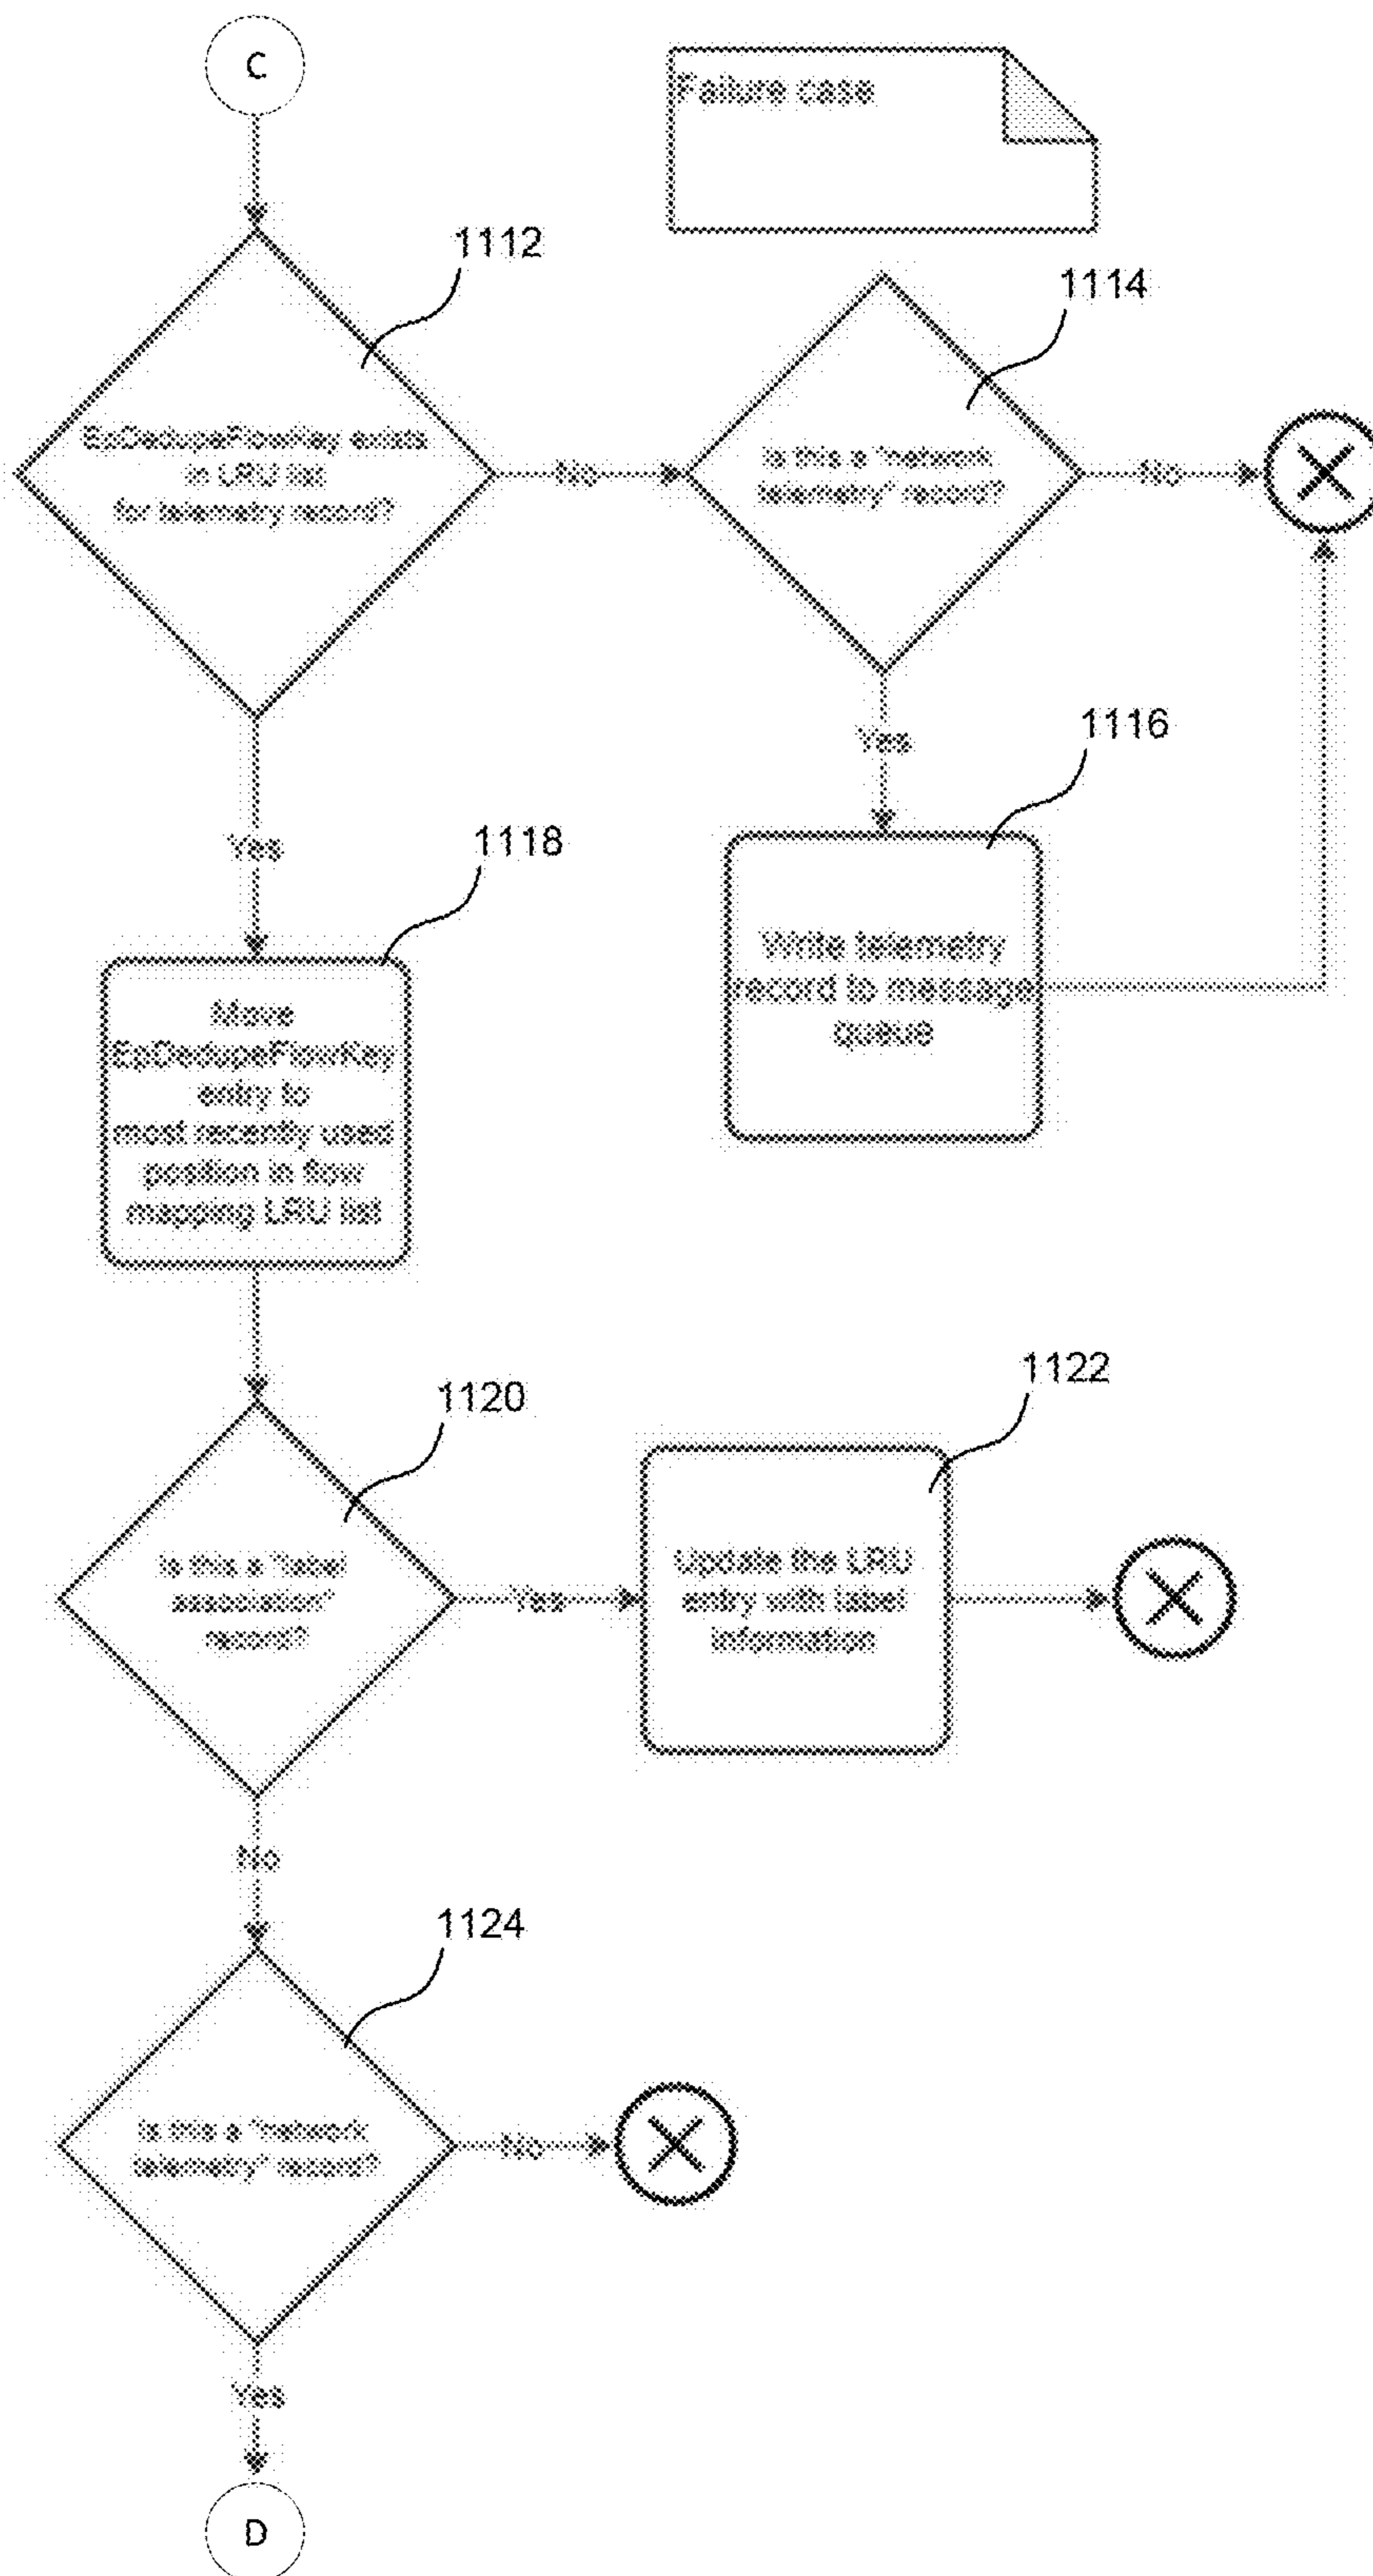 C
Failure case
1112
1114
EpDedupeFlowKey exists
in LRU list
for telemetry record?
No
Is this a "network
telemetry" record?
No
Yes
1116
Yes
1118
Write telemetry
record to message
queue
Move
EpDedupeFlowKey
entry to
most recently used
position in flow
mapping LRU list
1120
1122
Is this a "label
association"
record?
Yes
Update the LRU
entry with label
information
No
1124
Is this a "network
telemetry" record?
No
Yes
D